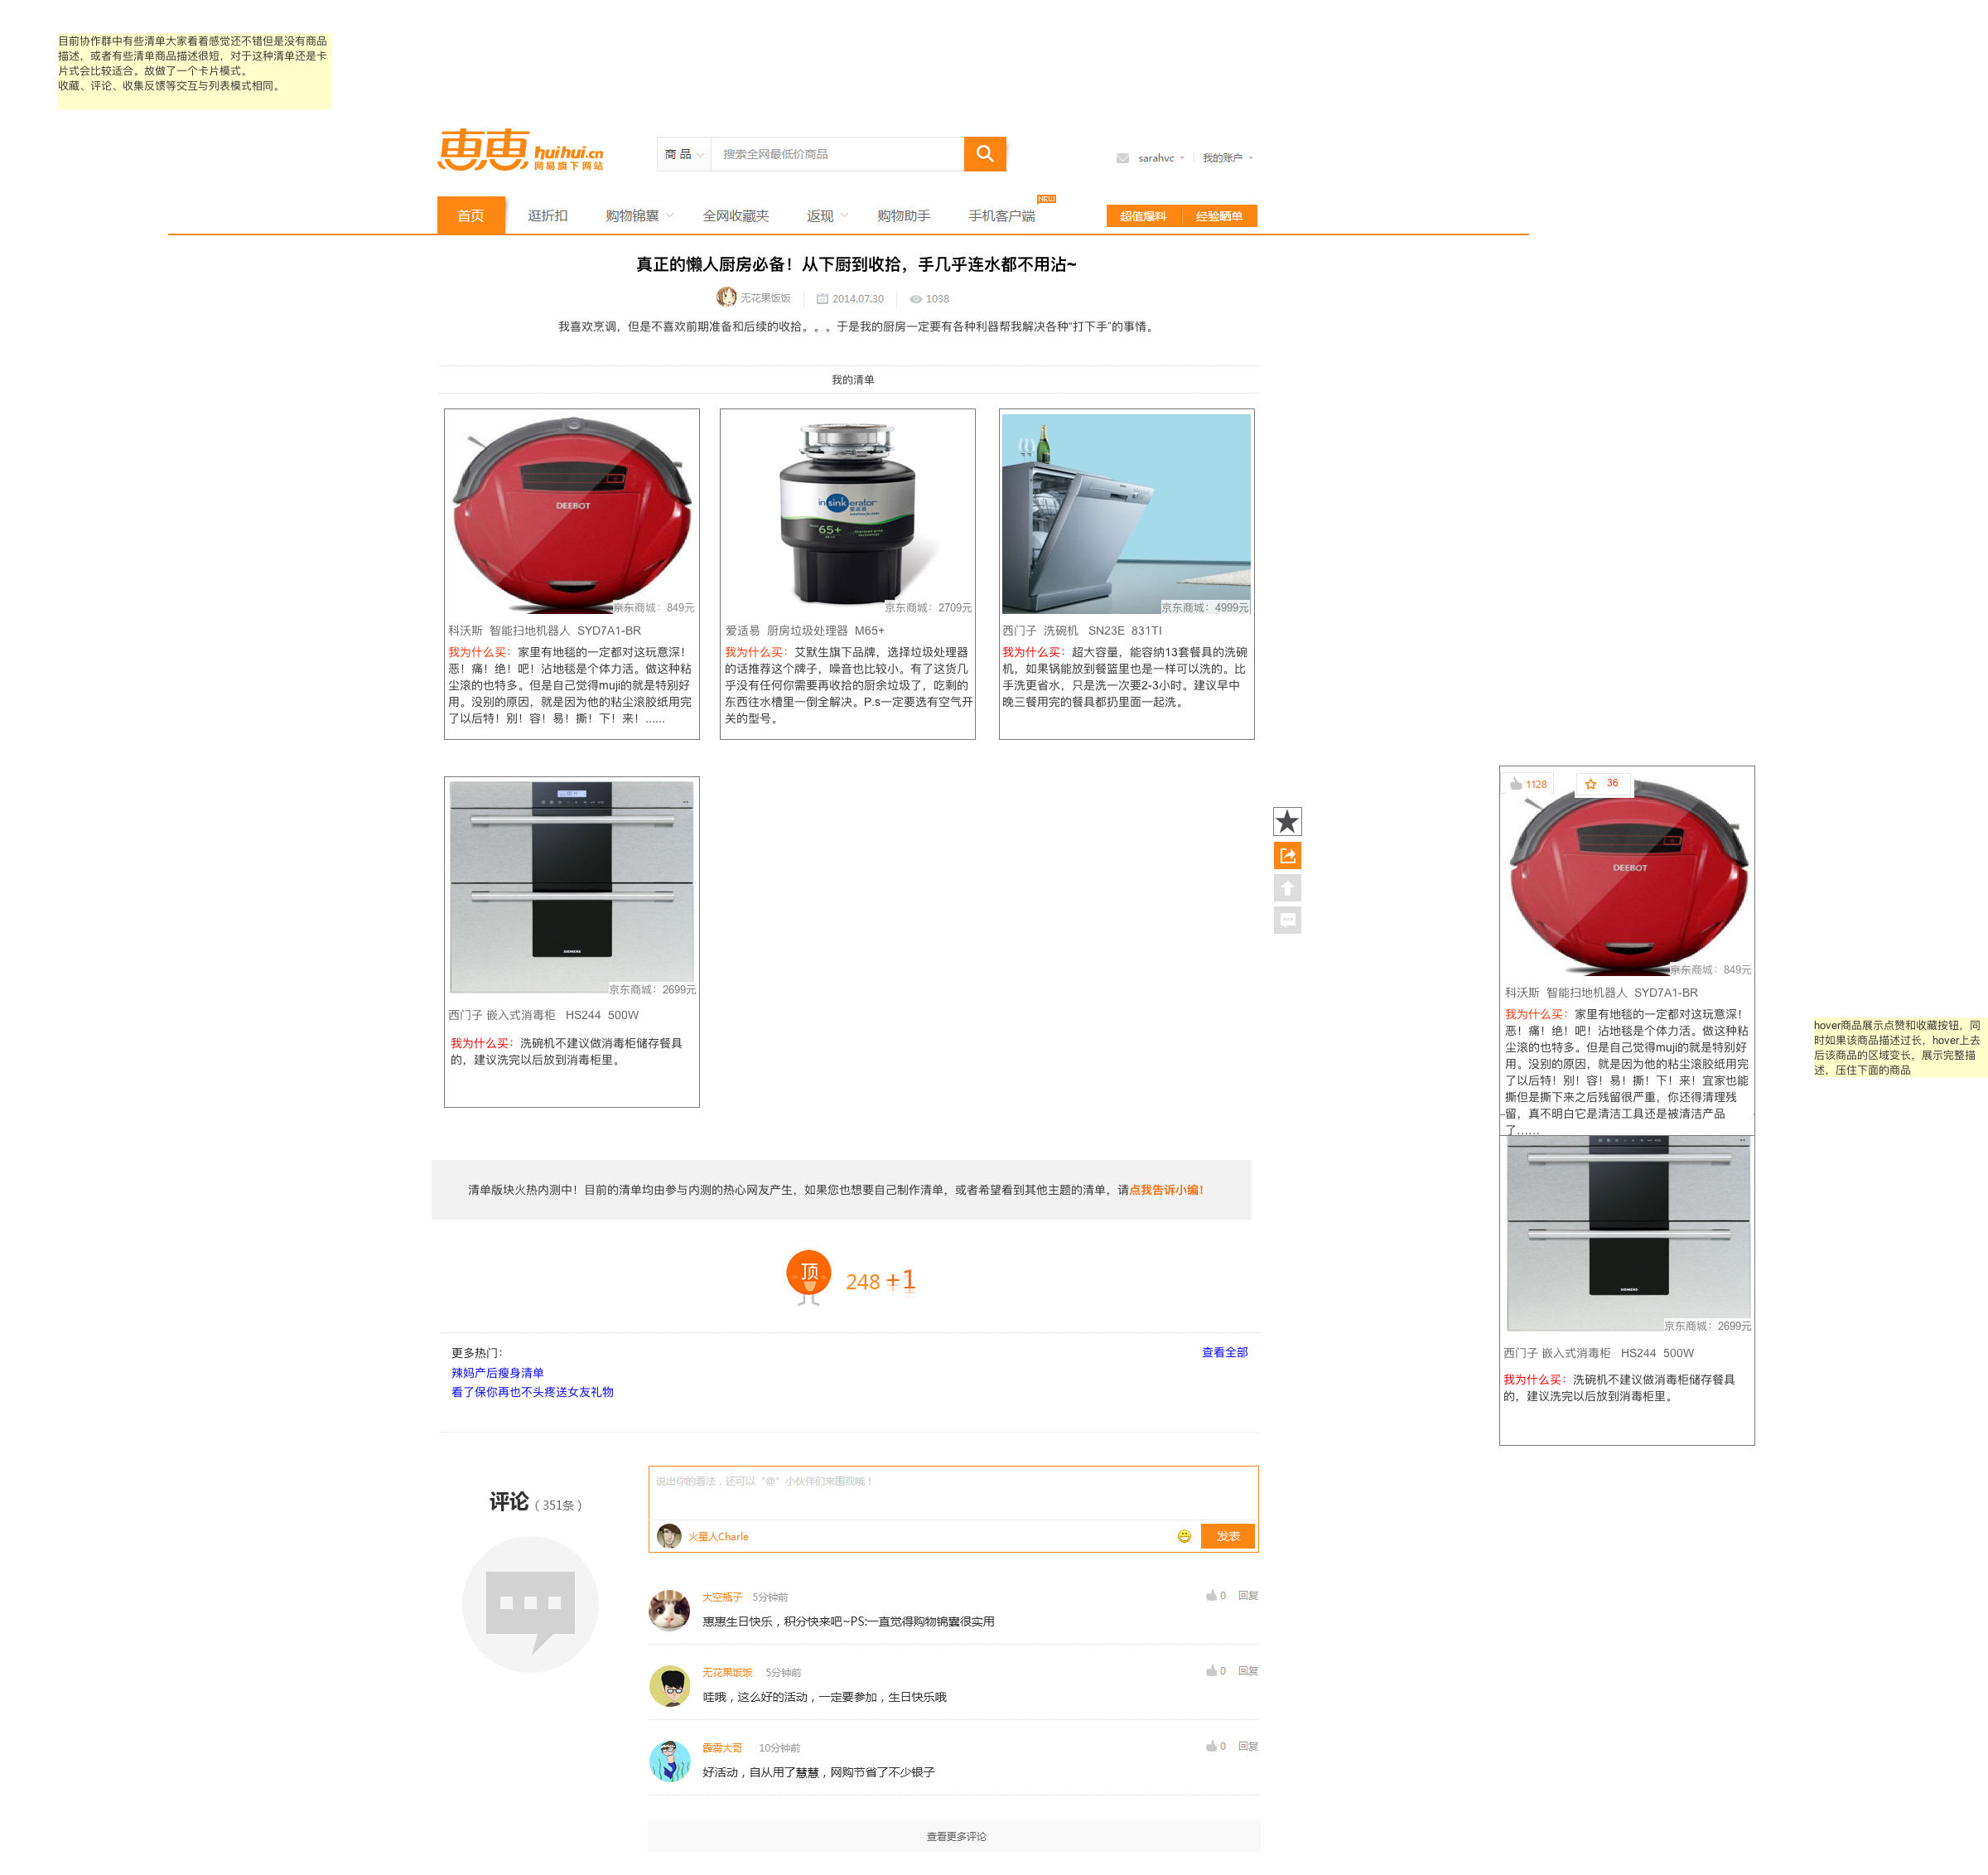 目前协作群中有些清单大家看着感觉还不错但是没有商品
描述，或者有些清单商品描述很短，对于这种清单还是卡
片式会比较适合。故做了一个卡片模式。
收藏、评论、收集反馈等交互与列表模式相同。
惠惠 huihui.cn
网易旗下网站
商 品 搜索全网最低价商品
sarahvc 我的账户
首页 逛折扣 购物锦囊 全网收藏夹 返现 购物助手 手机客户端 NEW 超值爆料 经验晒单
真正的懒人厨房必备！从下厨到收拾，手几乎连水都不用沾~
无花果饭饭 2014.07.30 1038
我喜欢烹调，但是不喜欢前期准备和后续的收拾。。。于是我的厨房一定要有各种利器帮我解决各种“打下手”的事情。
我的清单
DEEBOT
京东商城：849元
科沃斯 智能扫地机器人 SYD7A1-BR
我为什么买：家里有地毯的一定都对这玩意深！
恶！痛！绝！吧！沾地毯是个体力活。做这种粘
尘滚的也特多。但是自己觉得muji的就是特别好
用。没别的原因，就是因为他的粘尘滚胶纸用完
了以后特！别！容！易！撕！下！来！......
insinkerator
爱适易
65+
京东商城：2709元
爱适易 厨房垃圾处理器 M65+
我为什么买：艾默生旗下品牌，选择垃圾处理器
的话推荐这个牌子，噪音也比较小。有了这货几
乎没有任何你需要再收拾的厨余垃圾了，吃剩的
东西往水槽里一倒全解决。P.s一定要选有空气开
关的型号。
京东商城：4999元
西门子 洗碗机 SN23E 831TI
我为什么买：超大容量，能容纳13套餐具的洗碗
机，如果锅能放到餐篮里也是一样可以洗的。比
手洗更省水，只是洗一次要2-3小时。建议早中
晚三餐用完的餐具都扔里面一起洗。
SIEMENS
京东商城：2699元
西门子 嵌入式消毒柜 HS244 500W
我为什么买：洗碗机不建议做消毒柜储存餐具
的，建议洗完以后放到消毒柜里。
1128 36
DEEBOT
京东商城：849元
科沃斯 智能扫地机器人 SYD7A1-BR
我为什么买：家里有地毯的一定都对这玩意深！
恶！痛！绝！吧！沾地毯是个体力活。做这种粘
尘滚的也特多。但是自己觉得muji的就是特别好
用。没别的原因，就是因为他的粘尘滚胶纸用完
了以后特！别！容！易！撕！下！来！宜家也能
撕但是撕下来之后残留很严重，你还得清理残
留，真不明白它是清洁工具还是被清洁产品
了……
SIEMENS
京东商城：2699元
西门子 嵌入式消毒柜 HS244 500W
我为什么买：洗碗机不建议做消毒柜储存餐具
的，建议洗完以后放到消毒柜里。
hover商品展示点赞和收藏按钮，同
时如果该商品描述过长，hover上去
后该商品的区域变长，展示完整描
述，压住下面的商品
清单版块火热内测中！目前的清单均由参与内测的热心网友产生，如果您也想要自己制作清单，或者希望看到其他主题的清单，请点我告诉小编！
顶 248 +1
更多热门： 查看全部
辣妈产后瘦身清单
看了保你再也不头疼送女友礼物
评论（351条）
说出你的看法，还可以“@”小伙伴们来围观哦！
火星人Charle 发表
大空瓶子 5分钟前 0 回复
惠惠生日快乐，积分快来吧~PS:一直觉得购物锦囊很实用
无花果饭饭 5分钟前 0 回复
哇哦，这么好的活动，一定要参加，生日快乐哦
霹雳大哥 10分钟前 0 回复
好活动，自从用了慧慧，网购节省了不少银子
查看更多评论